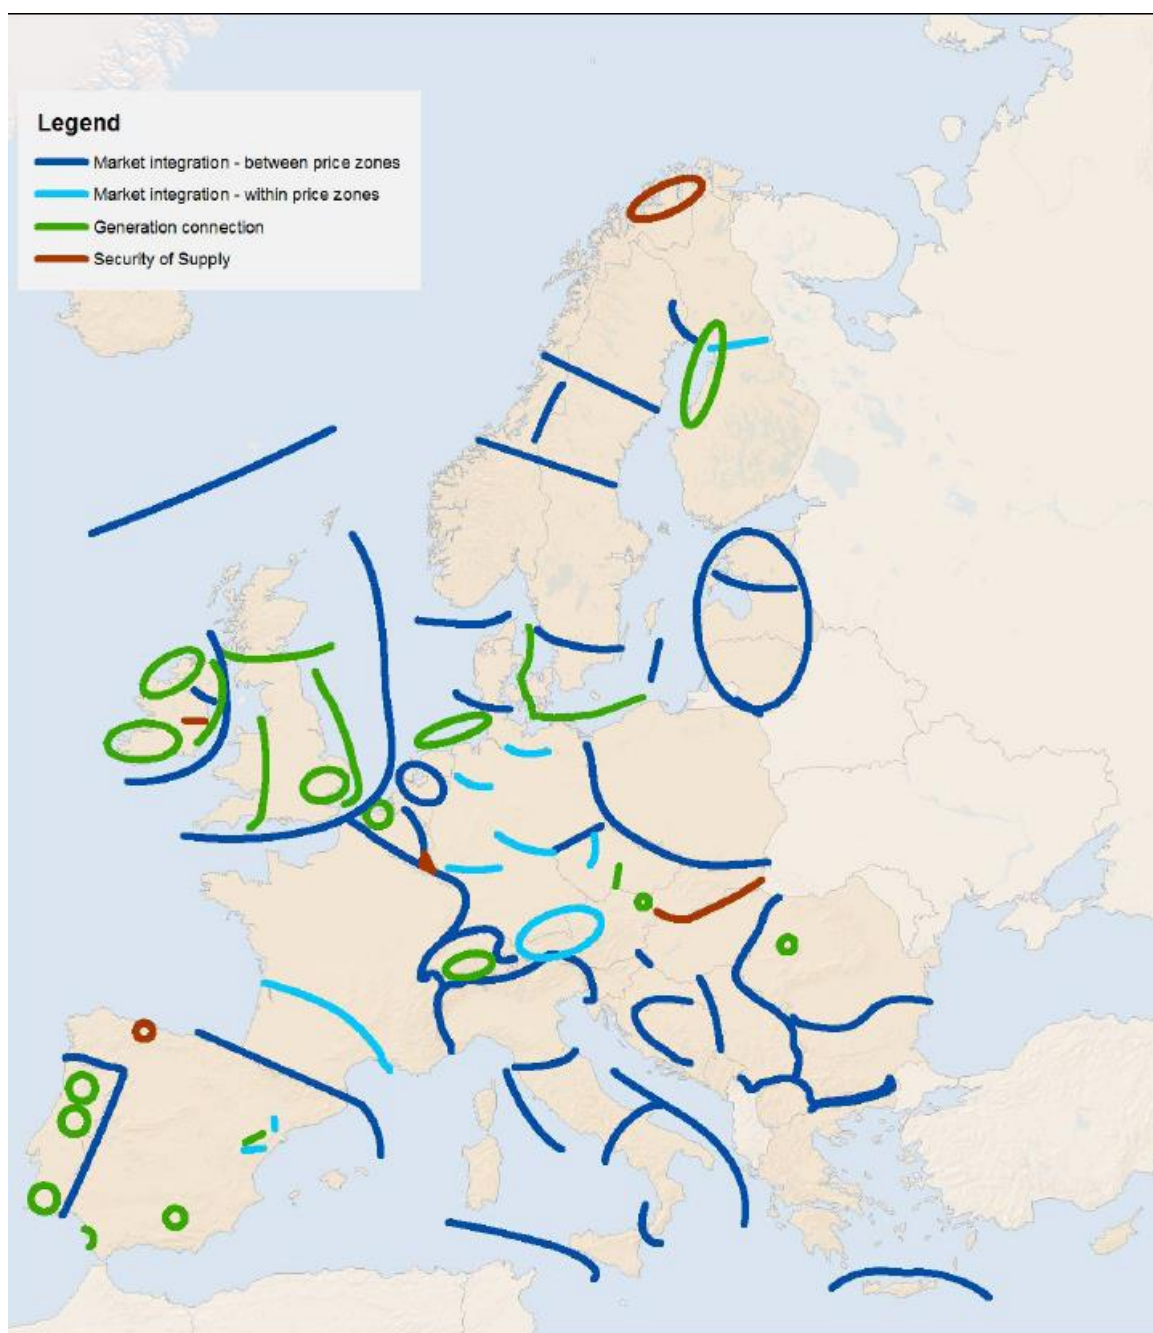 Legend
Market integration - between price zones
Market integration - within price zones
Generation connection
Security of Supply